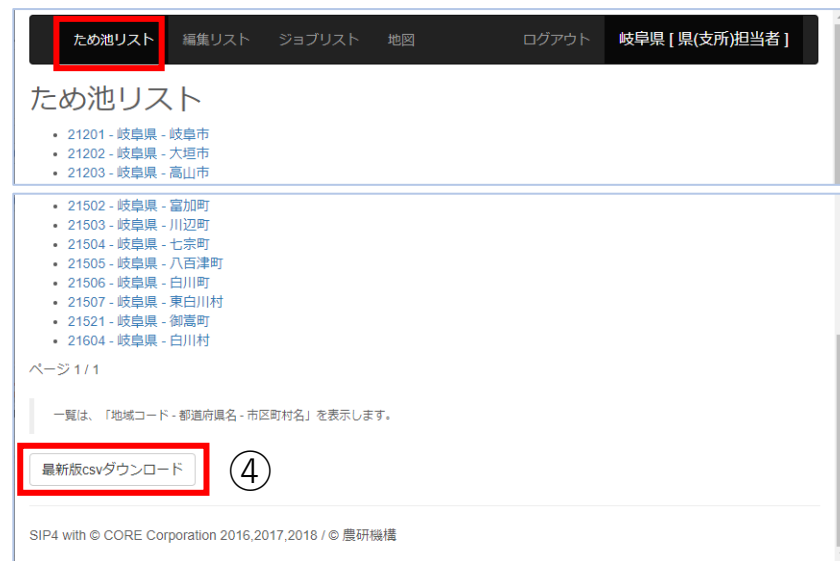 ため池リスト 編集リスト ジョブリスト 地図 ログアウト 岐阜県 [ 県(支所)担当者 ]
ため池リスト
• 21201 - 岐阜県 - 岐阜市
• 21202 - 岐阜県 - 大垣市
• 21203 - 岐阜県 - 高山市
• 21502 - 岐阜県 - 富加町
• 21503 - 岐阜県 - 川辺町
• 21504 - 岐阜県 - 七宗町
• 21505 - 岐阜県 - 八百津町
• 21506 - 岐阜県 - 白川町
• 21507 - 岐阜県 - 東白川村
• 21521 - 岐阜県 - 御嵩町
• 21604 - 岐阜県 - 白川村
ページ 1 / 1
一覧は、「地域コード - 都道府県名 - 市区町村名」を表示します。
最新版csvダウンロード ④
SIP4 with © CORE Corporation 2016,2017,2018 / © 農研機構